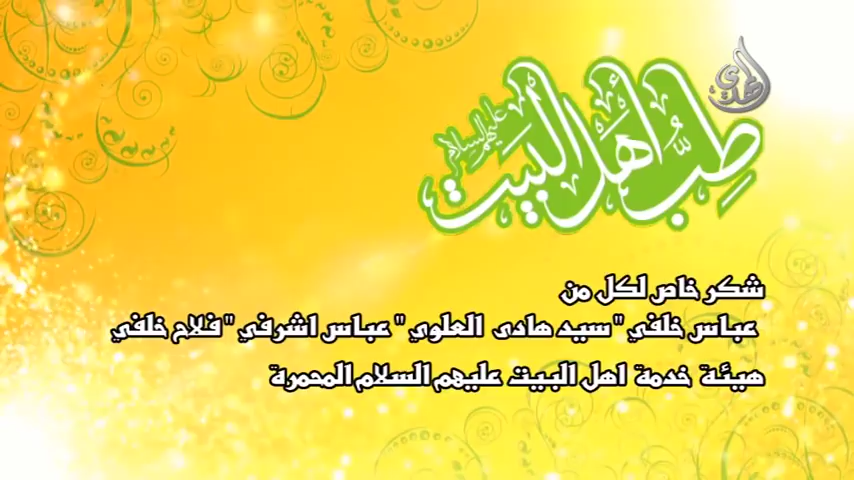 الهدى
طِبُّ أهل البيت
عليهم السلام
شكر خاص لكل من
عباس خلفي " سيد هادى العلوي " عباس اشرفي " فلاح خلفي
هيئة خدمة اهل البيت عليهم السلام المحمرة